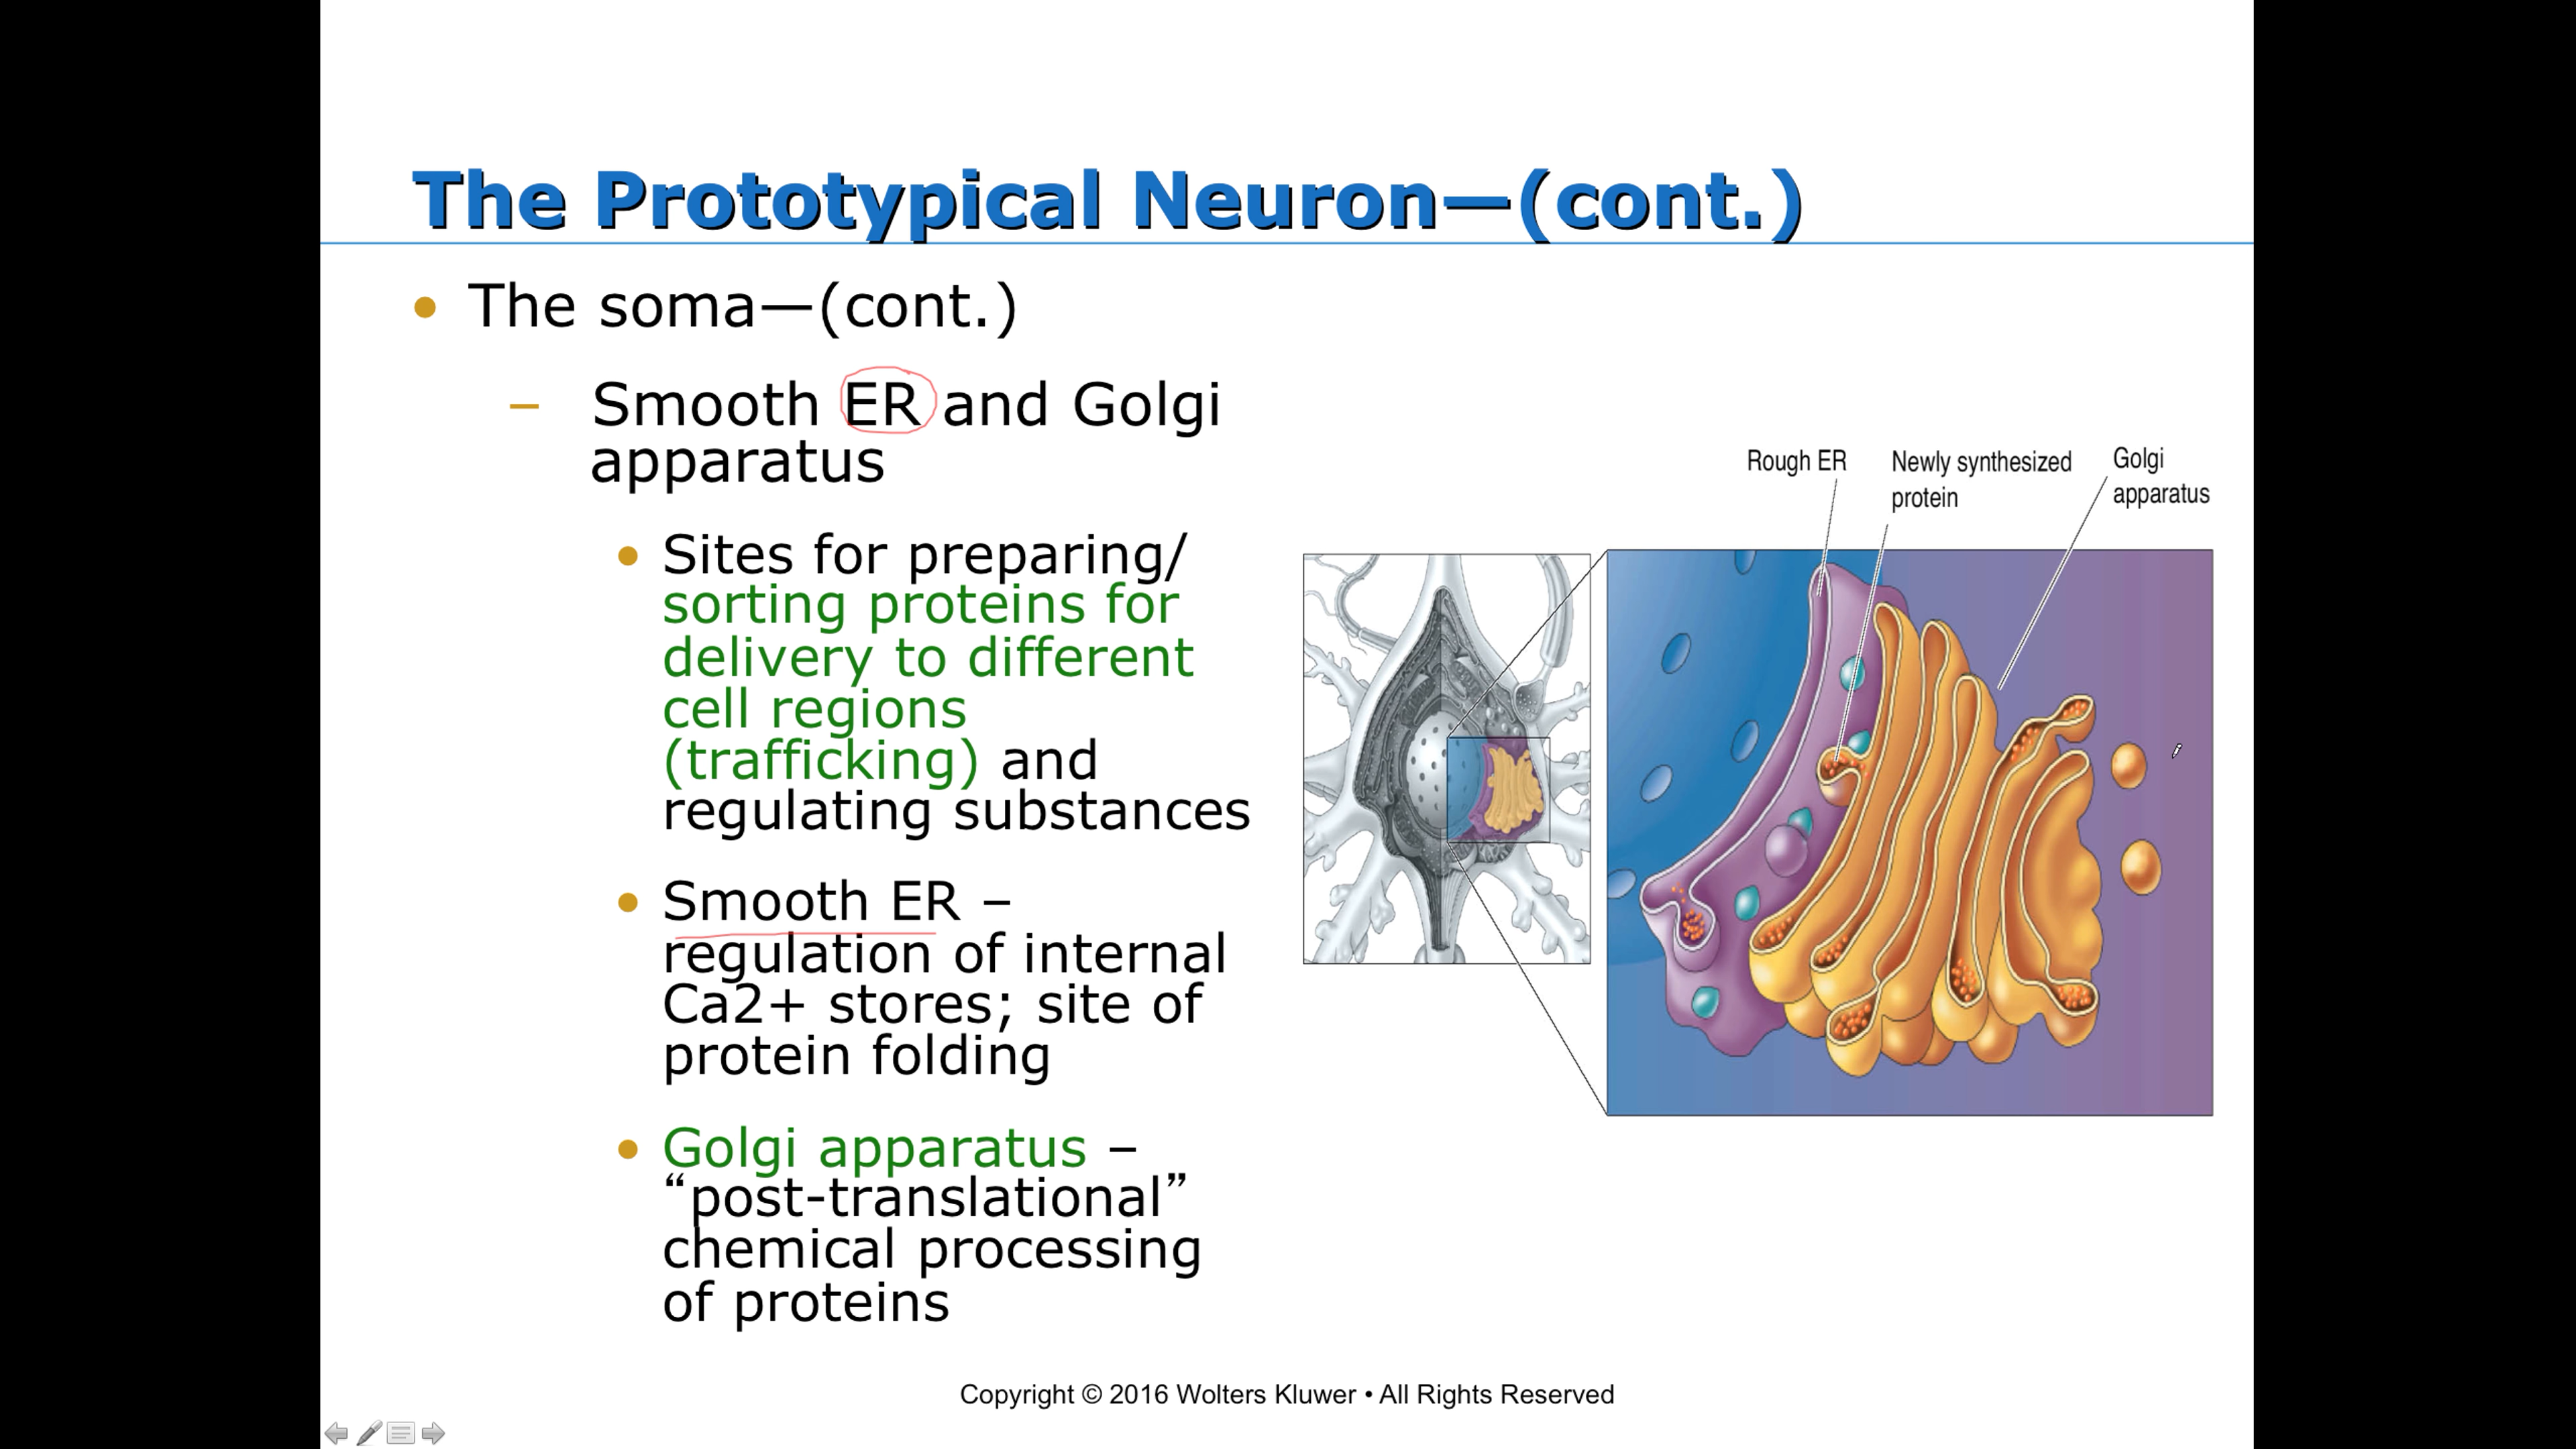 The Prototypical Neuron—(cont.)
• The soma—(cont.)
– Smooth ER and Golgi
apparatus
• Sites for preparing/
sorting proteins for
delivery to different
cell regions
(trafficking) and
regulating substances
• Smooth ER –
regulation of internal
Ca2+ stores; site of
protein folding
• Golgi apparatus –
“post-translational”
chemical processing
of proteins
Rough ER
Newly synthesized
protein
Golgi
apparatus
Copyright © 2016 Wolters Kluwer • All Rights Reserved